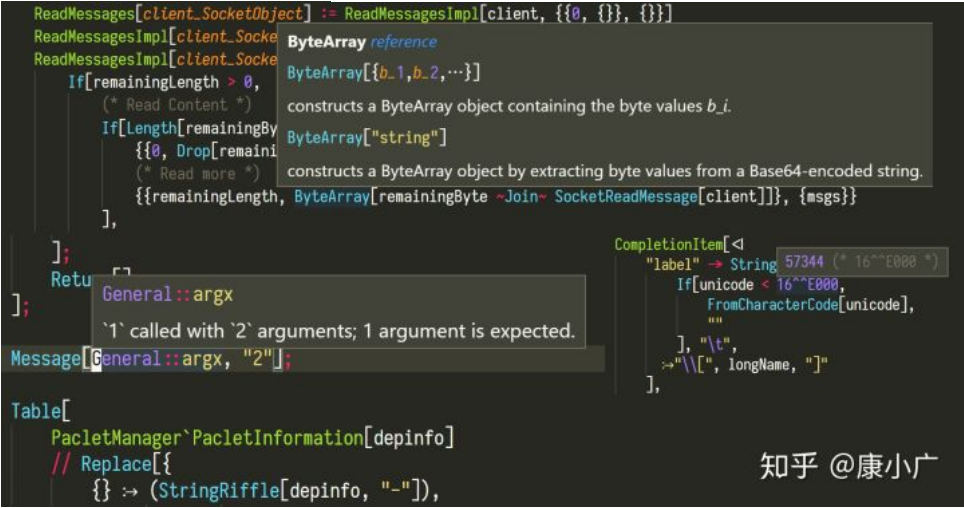 ReadMessages[client_SocketObject] := ReadMessagesImpl[client, {{0, {}}, {}}]
ReadMessagesImpl[client_Socke
ReadMessagesImpl[client_Socke
If[remainingLength > 0,
(* Read Content *)
If[Length[remainingBy
{{0, Drop[remaini
(* Read more *)
{{remainingLength, ByteArray[remainingByte ~Join~ SocketReadMessage[client]]}, {msgs}}
],
ByteArray reference
ByteArray[{b_1,b_2,⋯}]
constructs a ByteArray object containing the byte values b_i.
ByteArray["string"]
constructs a ByteArray object by extracting byte values from a Base64-encoded string.
];
Retu
];
General::argx
`1` called with `2` arguments; 1 argument is expected.
Message[General::argx, "2"];
Table[
PacletManager`PacletInformation[depinfo]
// Replace[{
{} :> (StringRiffle[depinfo, "-"]),
CompletionItem[<|
"label" -> String
57344 (* 16^^E000 *)
If[unicode < 16^^E000,
FromCharacterCode[unicode],
""
], "\t",
:>"\\[", longName, "]"
],
知乎 @康小广